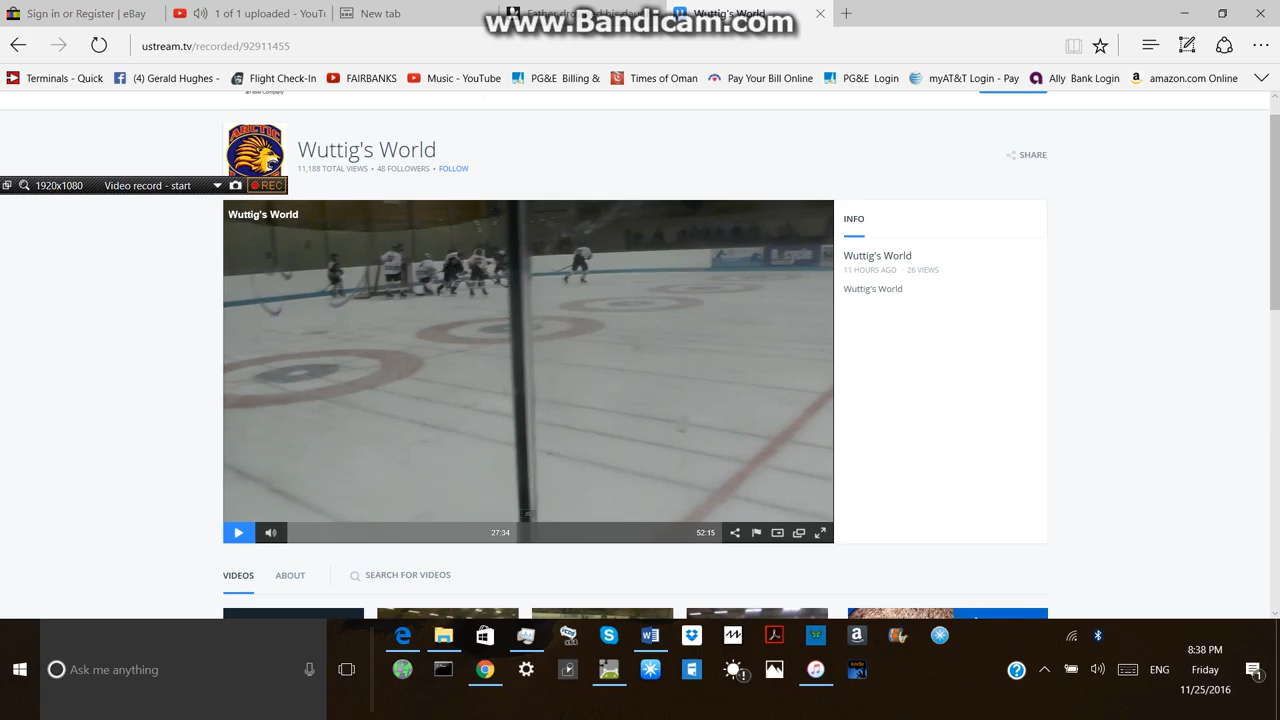 Sign in or Register | eBay
1 of 1 uploaded - YouTu
New tab
Wuttig's World
www.Bandicam.com
ustream.tv/recorded/92911455
Terminals - Quick
(4) Gerald Hughes -
Flight Check-In
FAIRBANKS
Music - YouTube
PG&E Billing &
Times of Oman
Pay Your Bill Online
PG&E Login
myAT&T Login - Pay
Ally Bank Login
amazon.com Online
ARCTIC
Wuttig's World
11,188 TOTAL VIEWS • 48 FOLLOWERS • FOLLOW
SHARE
1920x1080
Video record - start
REC
Wuttig's World
INFO
Wuttig's World
11 HOURS AGO · 26 VIEWS
Wuttig's World
27:34
52:15
VIDEOS
ABOUT
SEARCH FOR VIDEOS
Ask me anything
ENG
8:38 PM
Friday
11/25/2016